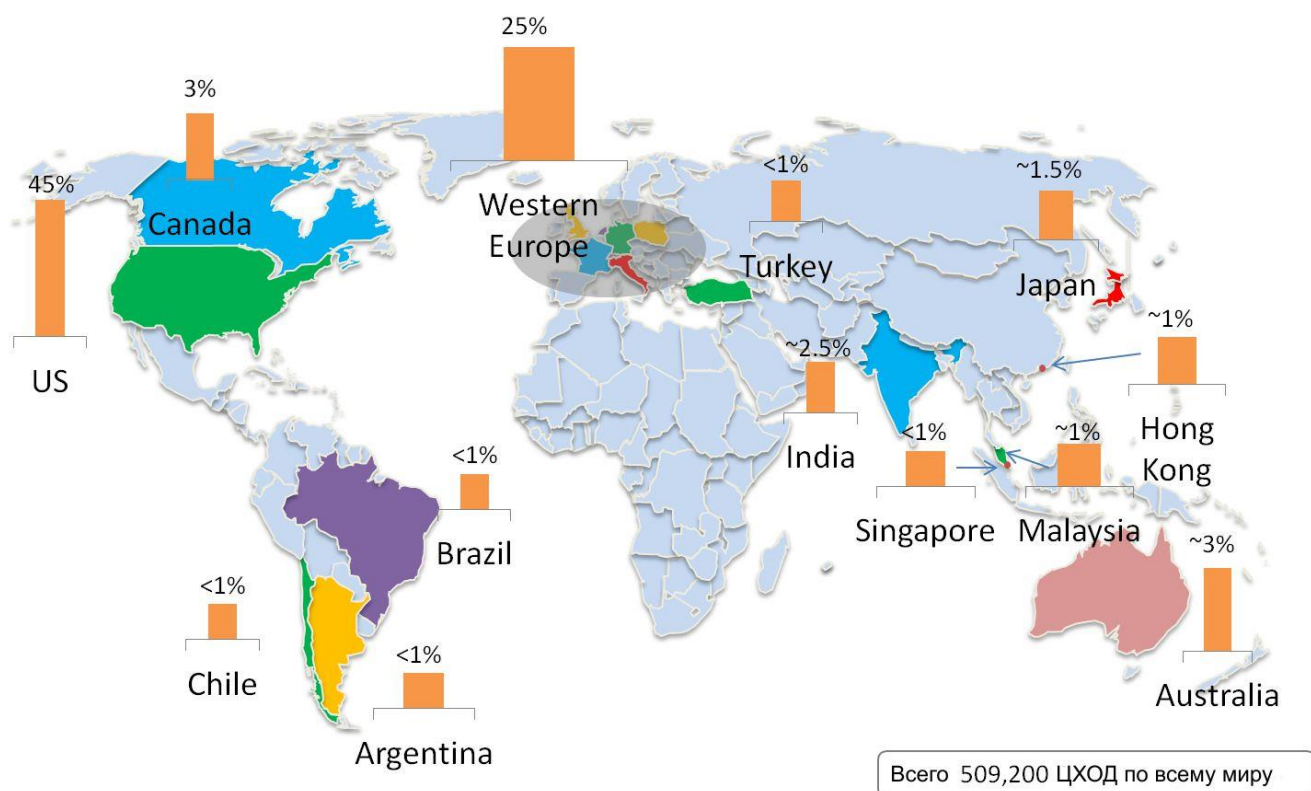 25%
3%
45%
<1%
~1.5%
Canada
Western
Europe
Turkey
Japan
~1%
US
~2.5%
India
Hong
Kong
<1%
~1%
<1%
Brazil
Singapore
Malaysia
~3%
<1%
Chile
<1%
Argentina
Australia
Всего 509,200 ЦХОД по всему миру